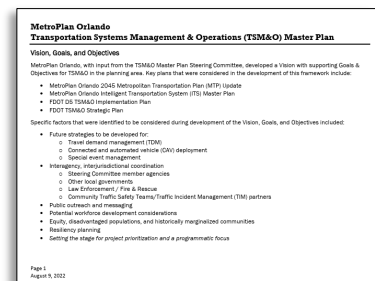 MetroPlan Orlando
Transportation Systems Management & Operations (TSM&O) Master Plan
Vision, Goals, and Objectives
MetroPlan Orlando, with input from the TSM&O Master Plan Steering Committee, developed a Vision with supporting Goals &
Objectives for TSM&O in the planning area. Key plans that were considered in the development of this framework include:
• MetroPlan Orlando 2045 Metropolitan Transportation Plan (MTP) Update
• MetroPlan Orlando Intelligent Transportation System (ITS) Master Plan
• FDOT D5 TSM&O Implementation Plan
• FDOT TSM&O Strategic Plan
Specific factors that were identified to be considered during development of the Vision, Goals, and Objectives included:
• Future strategies to be developed for:
o Travel demand management (TDM)
o Connected and automated vehicle (CAV) deployment
o Special event management
• Interagency, interjurisdictional coordination
o Steering Committee member agencies
o Other local governments
o Law Enforcement / Fire & Rescue
o Community Traffic Safety Teams/Traffic Incident Management (TIM) partners
• Public outreach and messaging
• Potential workforce development considerations
• Equity, disadvantaged populations, and historically marginalized communities
• Resiliency planning
• Setting the stage for project prioritization and a programmatic focus
Page 1
August 9, 2022